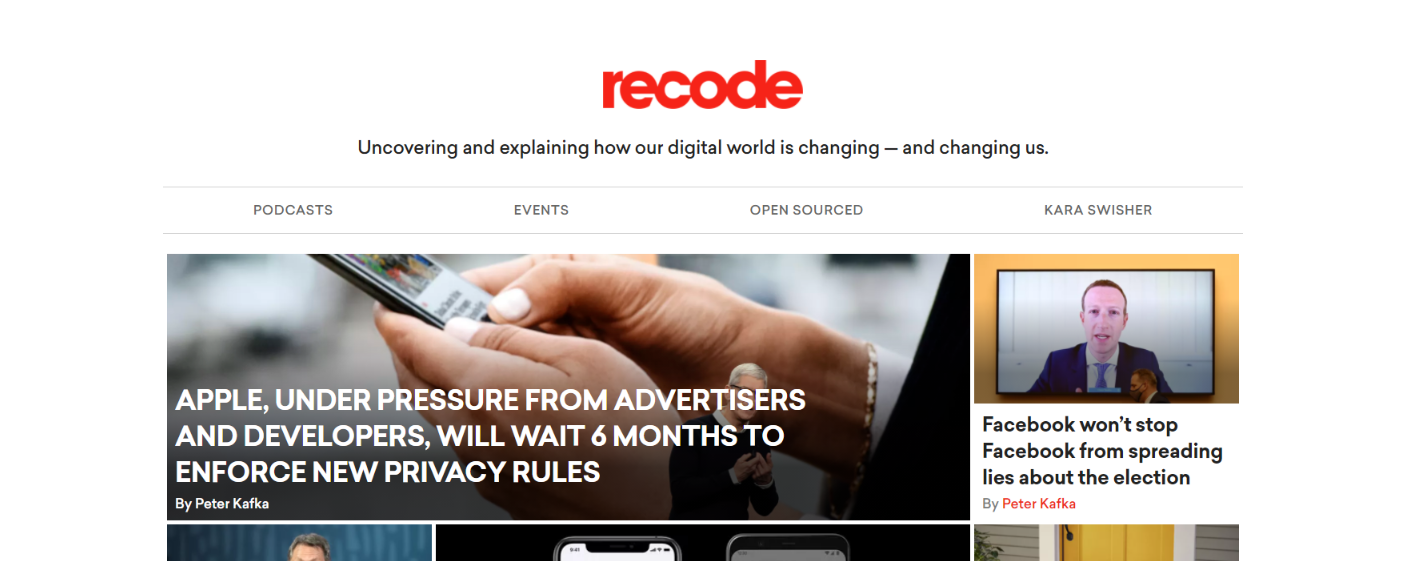 recode
Uncovering and explaining how our digital world is changing — and changing us.
PODCASTS
EVENTS
OPEN SOURCED
KARA SWISHER
APPLE, UNDER PRESSURE FROM ADVERTISERS
AND DEVELOPERS, WILL WAIT 6 MONTHS TO
ENFORCE NEW PRIVACY RULES
By Peter Kafka
Facebook won’t stop
Facebook from spreading
lies about the election
By Peter Kafka
9:41